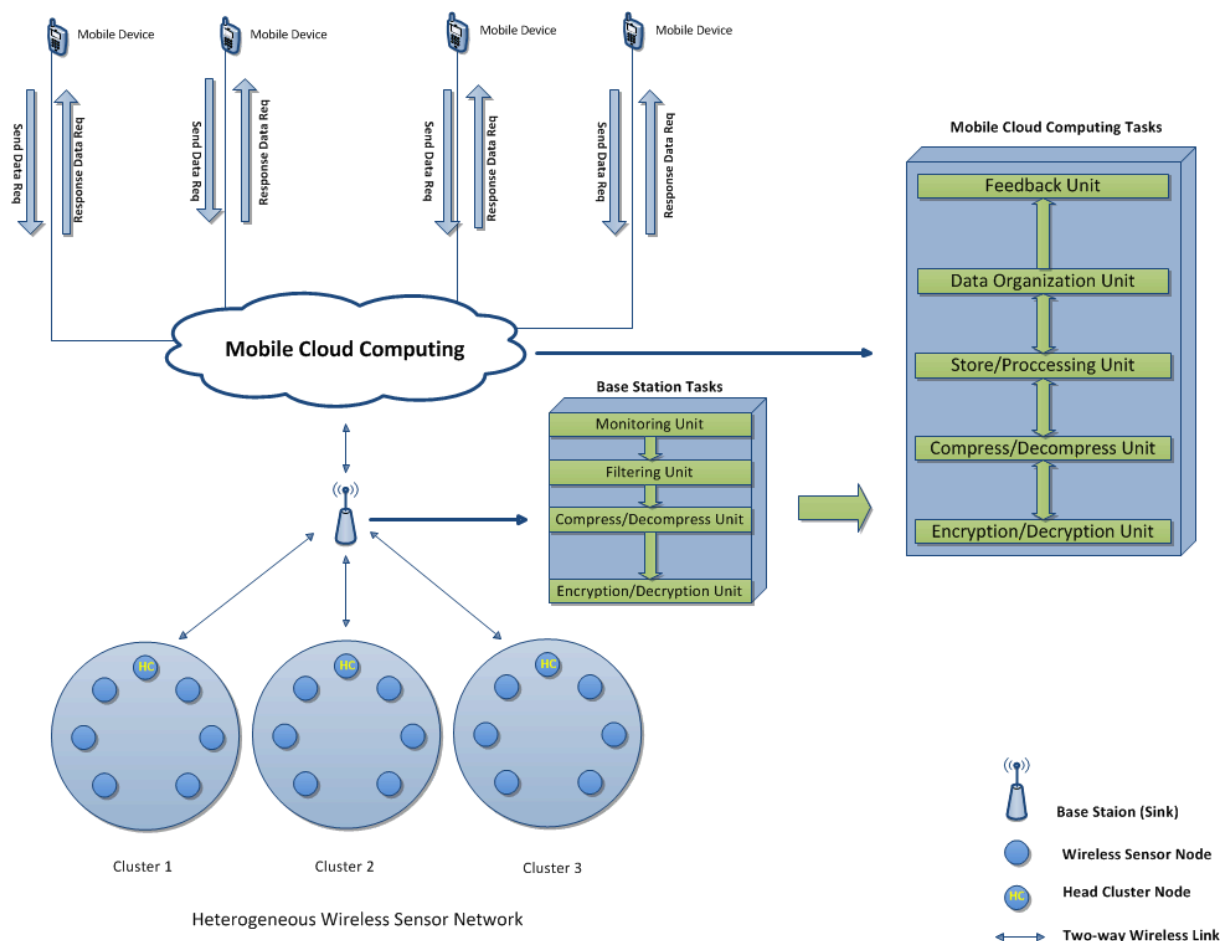 Mobile Device
Mobile Device
Mobile Device
Mobile Device
Send Data Req
Response Data Req
Send Data Req
Response Data Req
Send Data Req
Response Data Req
Send Data Req
Response Data Req
Mobile Cloud Computing Tasks
Feedback Unit
Data Organization Unit
Store/Proccessing Unit
Compress/Decompress Unit
Encryption/Decryption Unit
Mobile Cloud Computing
Base Station Tasks
Monitoring Unit
Filtering Unit
Compress/Decompress Unit
Encryption/Decryption Unit
HC
HC
HC
Cluster 1
Cluster 2
Cluster 3
Heterogeneous Wireless Sensor Network
Base Staion (Sink)
Wireless Sensor Node
HC
Head Cluster Node
Two-way Wireless Link